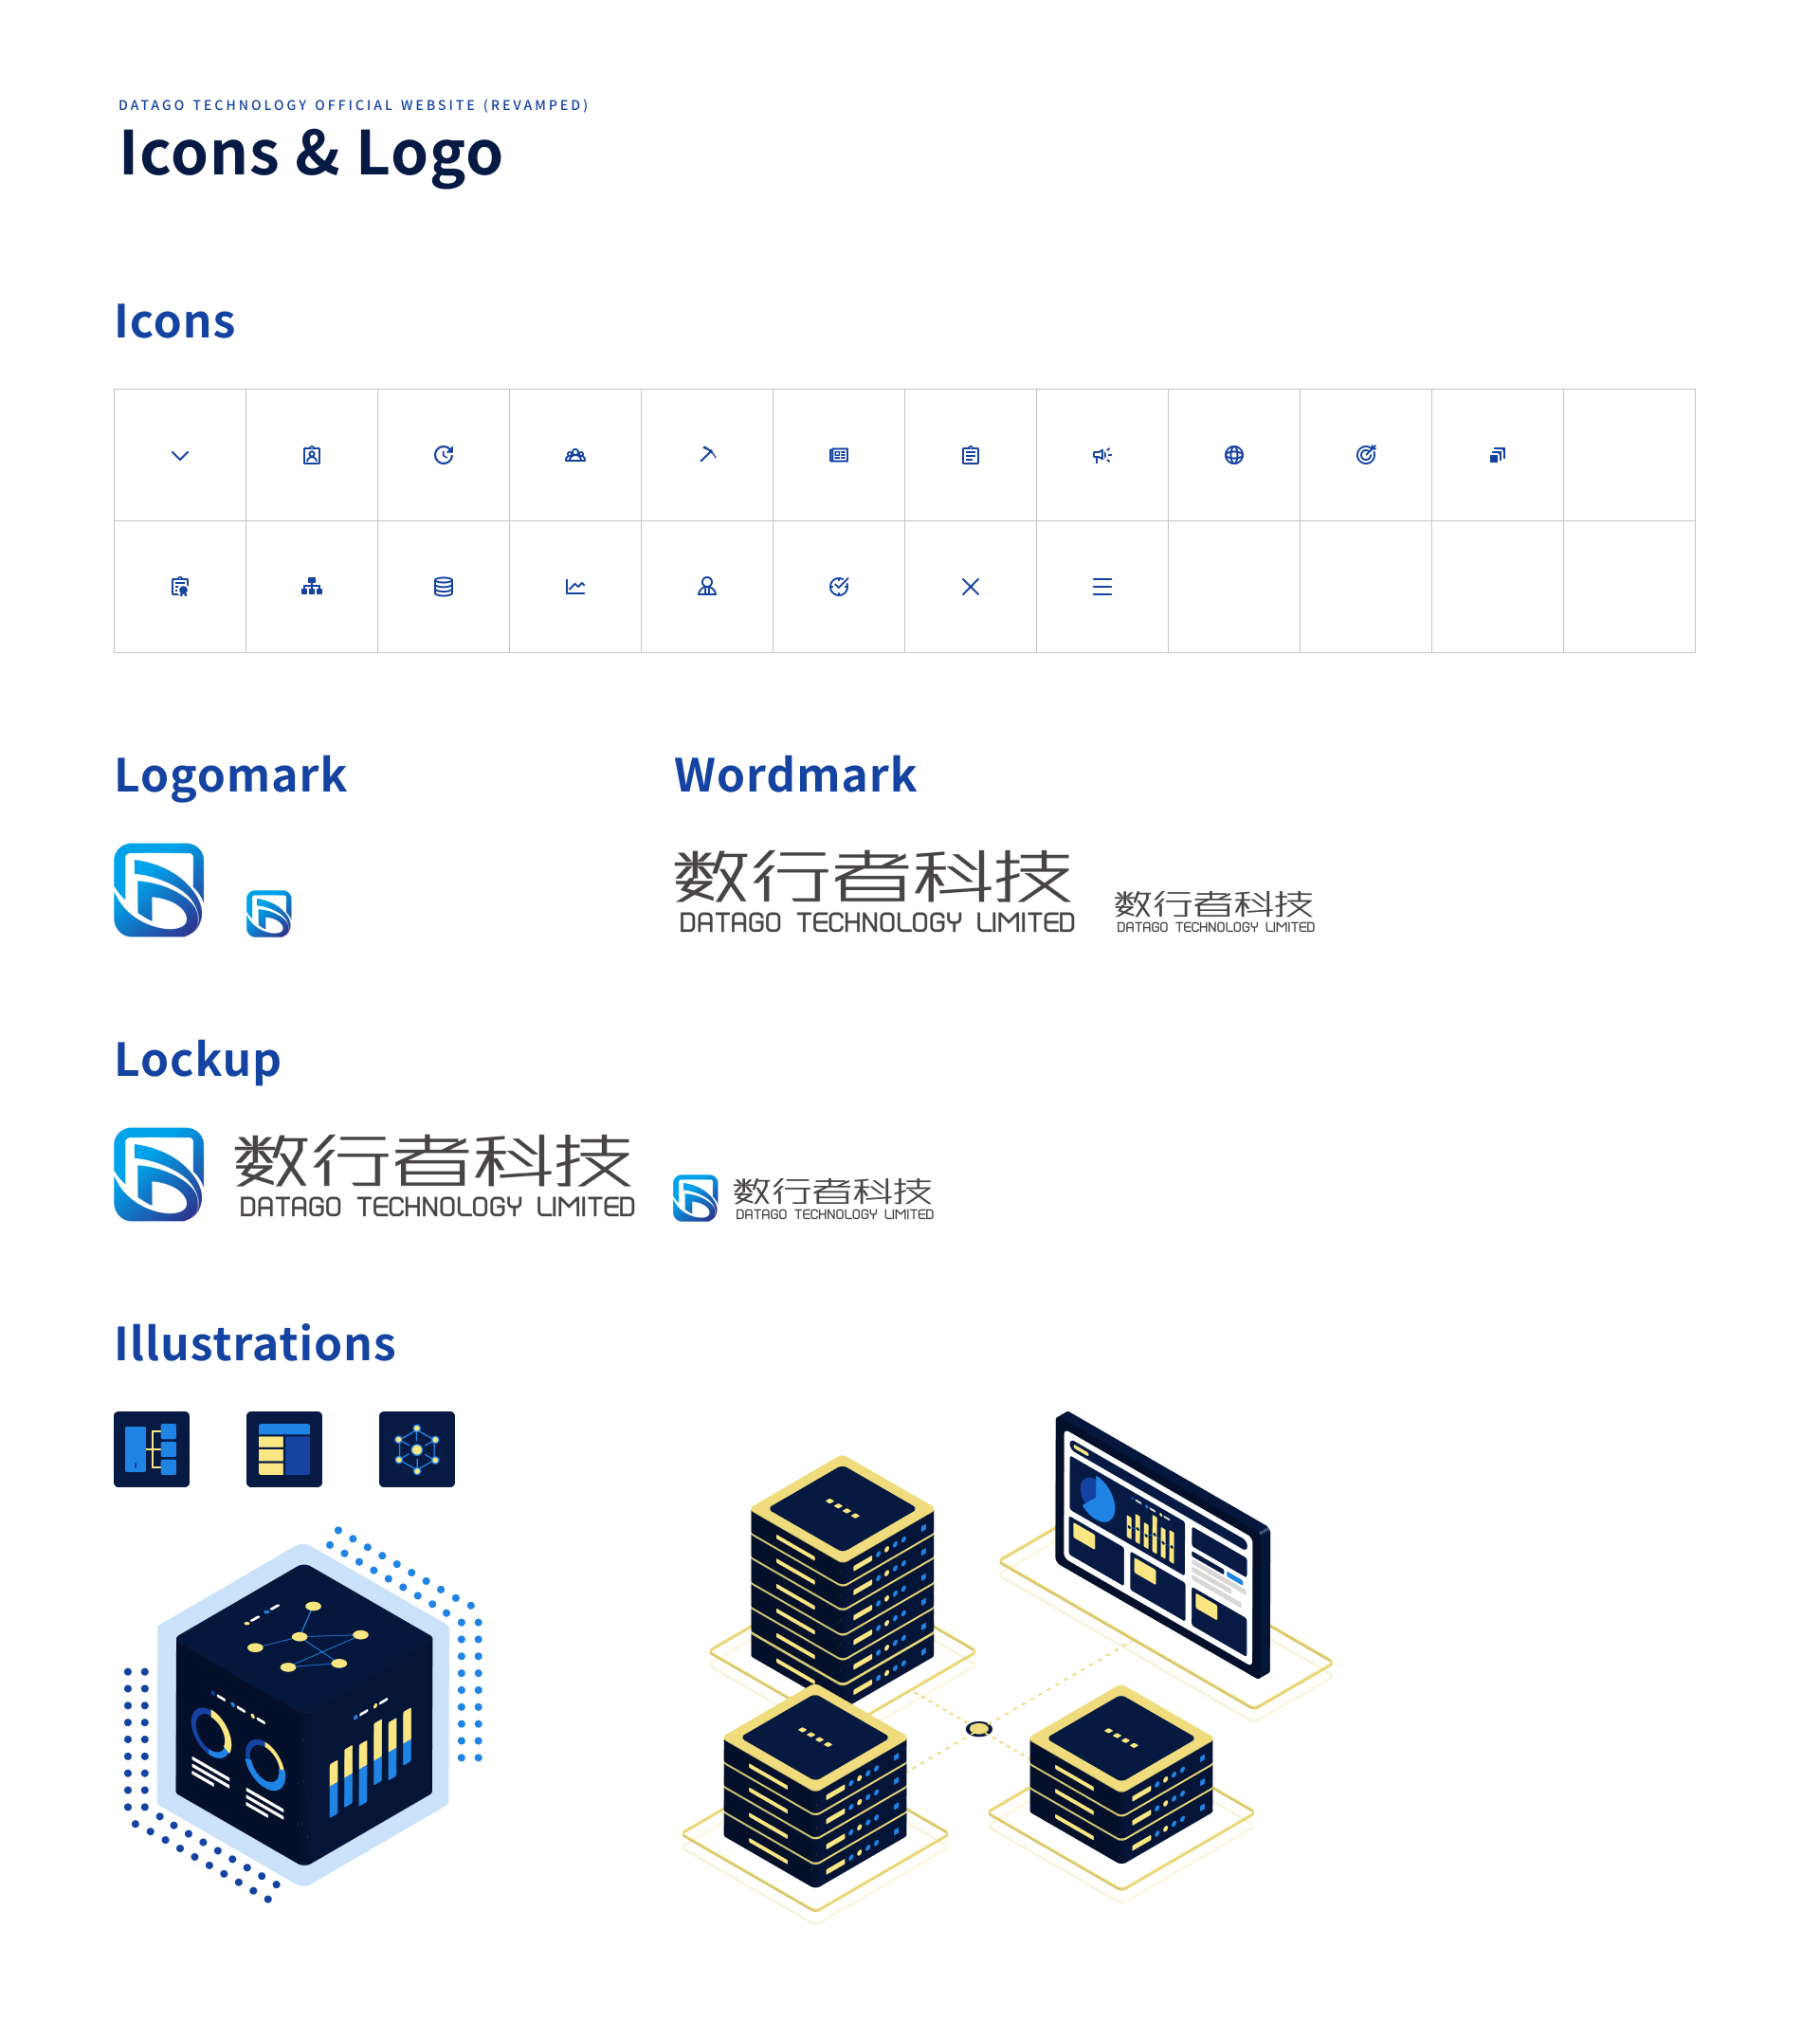 DATAGO TECHNOLOGY OFFICIAL WEBSITE (REVAMPED)
Icons & Logo
Icons
Logomark
Wordmark
数行者科技
DATAGO TECHNOLOGY LIMITED
数行者科技
DATAGO TECHNOLOGY LIMITED
Lockup
数行者科技
DATAGO TECHNOLOGY LIMITED
数行者科技
DATAGO TECHNOLOGY LIMITED
Illustrations